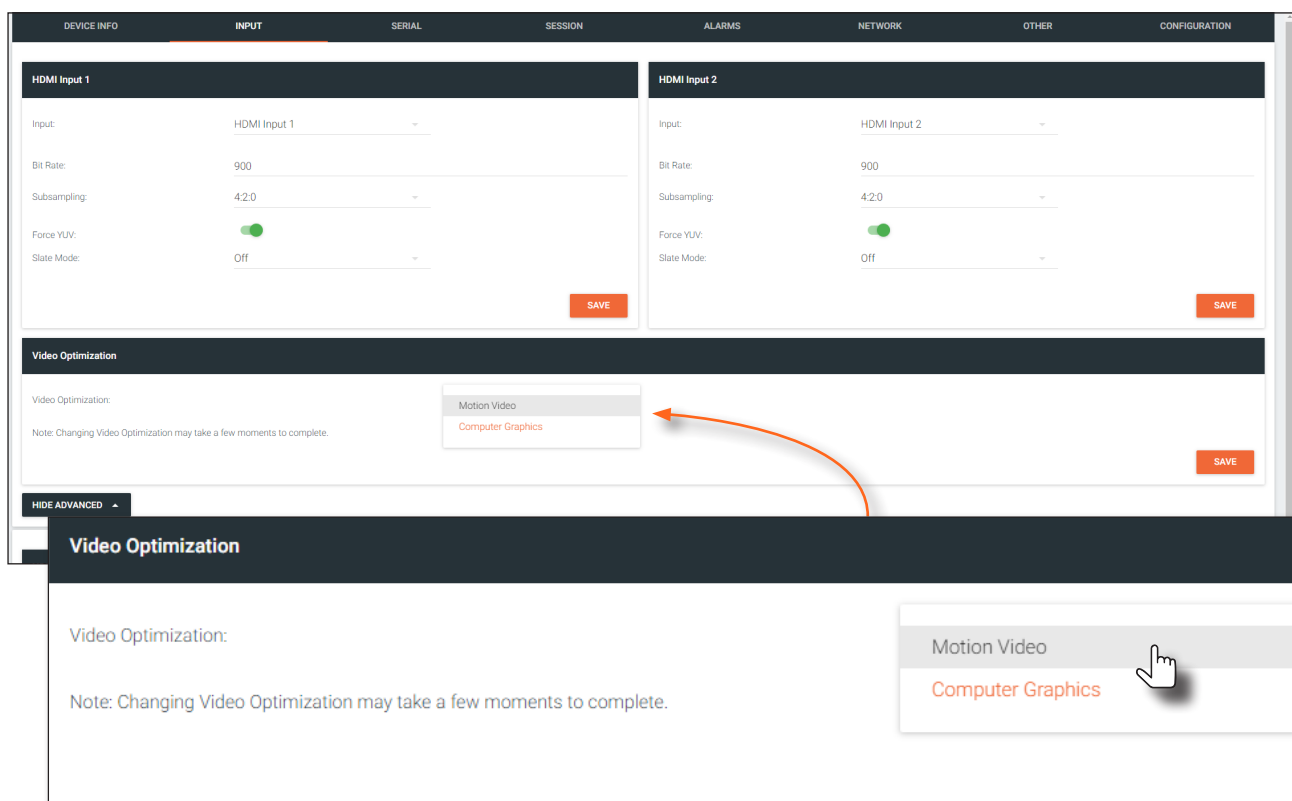 DEVICE INFO INPUT SERIAL SESSION ALARMS NETWORK OTHER CONFIGURATION
HDMI Input 1
Input: HDMI Input 1
Bit Rate: 900
Subsampling: 4:2:0
Force YUV:
Slate Mode: Off
SAVE
HDMI Input 2
Input: HDMI Input 2
Bit Rate: 900
Subsampling: 4:2:0
Force YUV:
Slate Mode: Off
SAVE
Video Optimization
Video Optimization:
Motion Video
Computer Graphics
Note: Changing Video Optimization may take a few moments to complete.
SAVE
HIDE ADVANCED
Video Optimization
Video Optimization:
Motion Video
Computer Graphics
Note: Changing Video Optimization may take a few moments to complete.